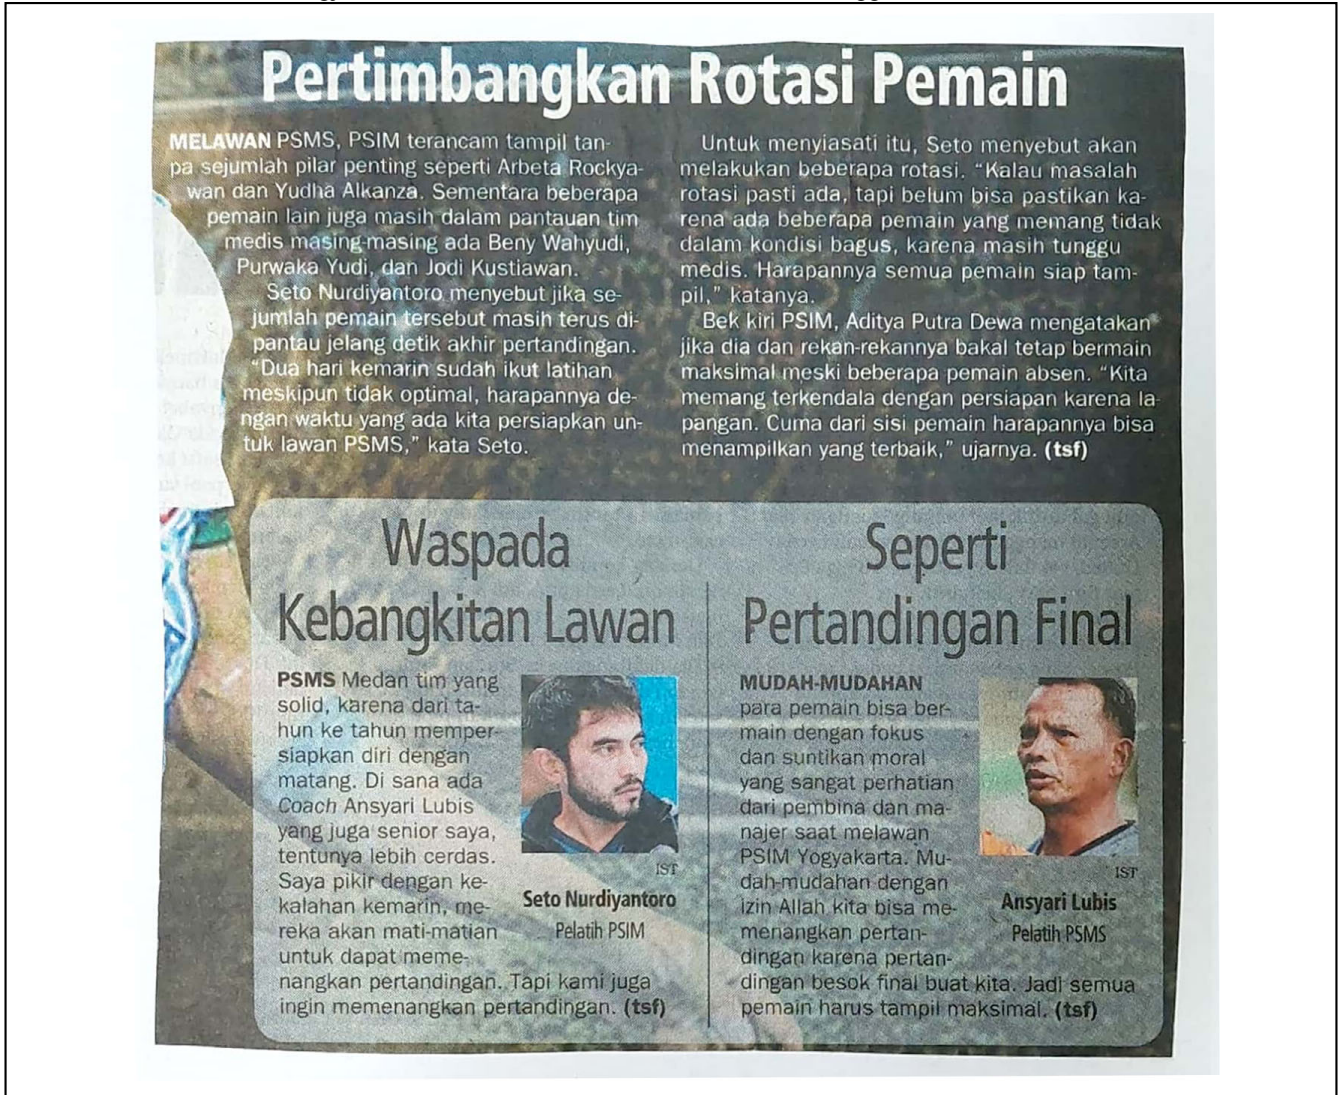 Pertimbangkan Rotasi Pemain
MELAWAN PSMS, PSIM terancam tampil tan-
pa sejumlah pilar penting seperti Arbeta Rockya-
wan dan Yudha Alkanza. Sementara beberapa
pemain lain juga masih dalam pantauan tim
medis masing-masing ada Beny Wahyudi,
Purwaka Yudi, dan Jodi Kustiawan.
Seto Nurdiyantoro menyebut jika se-
jumlah pemain tersebut masih terus di-
pantau jelang detik akhir pertandingan.
"Dua hari kemarin sudah ikut latihan
meskipun tidak optimal, harapannya de-
ngan waktu yang ada kita persiapkan un-
tuk lawan PSMS," kata Seto.
Untuk menyiasati itu, Seto menyebut akan
melakukan beberapa rotasi. "Kalau masalah
rotasi pasti ada, tapi belum bisa pastikan ka-
rena ada beberapa pemain yang memang tidak
dalam kondisi bagus, karena masih tunggu
medis. Harapannya semua pemain siap tam-
pil," katanya.
Bek kiri PSIM, Aditya Putra Dewa mengatakan
jika dia dan rekan-rekannya bakal tetap bermain
maksimal meski beberapa pemain absen. "Kita
memang terkendala dengan persiapan karena la-
pangan. Cuma dari sisi pemain harapannya bisa
menampilkan yang terbaik," ujarnya. (tsf)
Waspada
Kebangkitan Lawan
PSMS Medan tim yang
solid, karena dari ta-
hun ke tahun memper-
siapkan diri dengan
matang. Di sana ada
Coach Ansyari Lubis
yang juga senior saya,
tentunya lebih cerdas.
Saya pikir dengan ke-
kalahan kemarin, me-
reka akan mati-matian
untuk dapat meme-
nangkan pertandingan. Tapi kami juga
ingin memenangkan pertandingan. (tsf)
IST
Seto Nurdiyantoro
Pelatih PSIM
Seperti
Pertandingan Final
MUDAH-MUDAHAN
para pemain bisa ber-
main dengan fokus
dan suntikan moral
yang sangat perhatian
dari pembina dan ma-
najer saat melawan
PSIM Yogyakarta. Mu-
dah-mudahan dengan
izin Allah kita bisa me-
menangkan pertan-
dingan karena pertan-
dingan besok final buat kita. Jadi semua
pemain harus tampil maksimal. (tsf)
IST
Ansyari Lubis
Pelatih PSMS